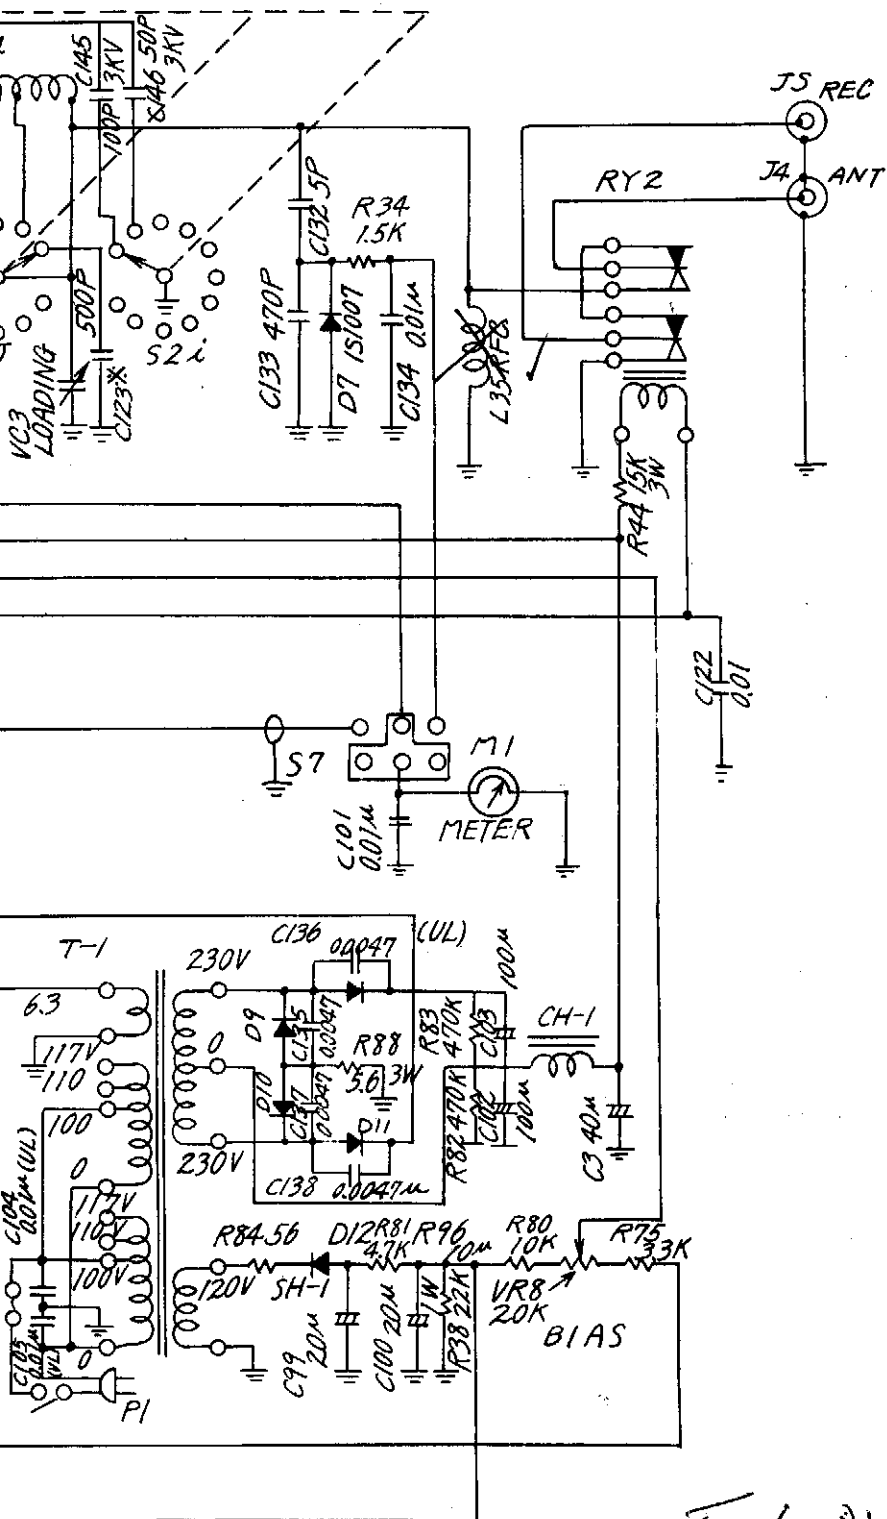 C145
3KV
100P
C146 50P
3KV
J5 REC
J4 ANT
RY2
C132 5P
R34
1.5K
C133 470P
D7 1S1007
C134 0.01μ
L35 RFC
500P
C123※
VC3
LOADING
S2i
R44 15K
3W
C122
0.01
S7
M1
METER
C101
0.01μ
T-1
6.3
117V
110
100
0
117V
110V
100V
0
230V
0
230V
120V
C136
0.0047
(UL)
D9
C135
0.0047
R88
5.6 3W
D10
C137
0.0047
D11
C138 0.0047μ
R83
470K
C103
100μ
R82 470K
C102
100μ
CH-1
C3 40μ
C104
0.01μ (UL)
C105
0.01μ
(UL)
P1
R84 56
D12
SH-1
R81
4.7K
R96
10μ
1W
C99
20μ
C100 20μ
R38 22K
R80
10K
VR8
20K
BIAS
R75
33K